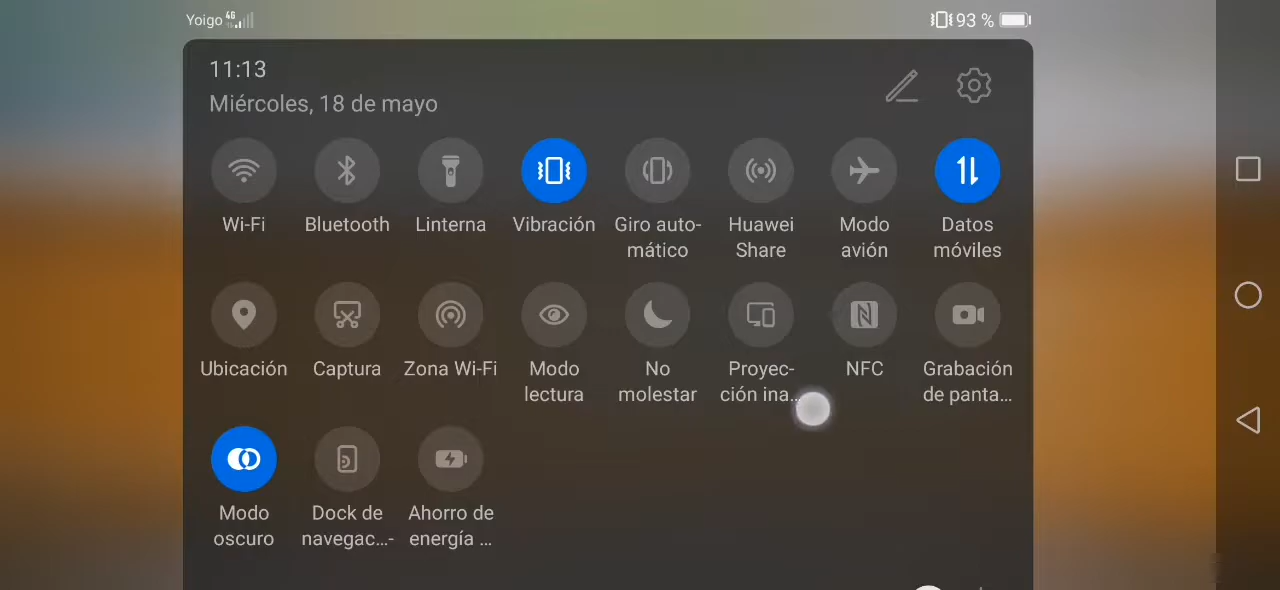 Yoigo 4G 93 %
11:13
Miércoles, 18 de mayo
Wi-Fi Bluetooth Linterna Vibración Giro auto- Huawei Modo Datos
mático Share avión móviles
Ubicación Captura Zona Wi-Fi Modo No Proyec- NFC Grabación
lectura molestar ción ina... de panta...
Modo Dock de Ahorro de
oscuro navegac...- energía ...